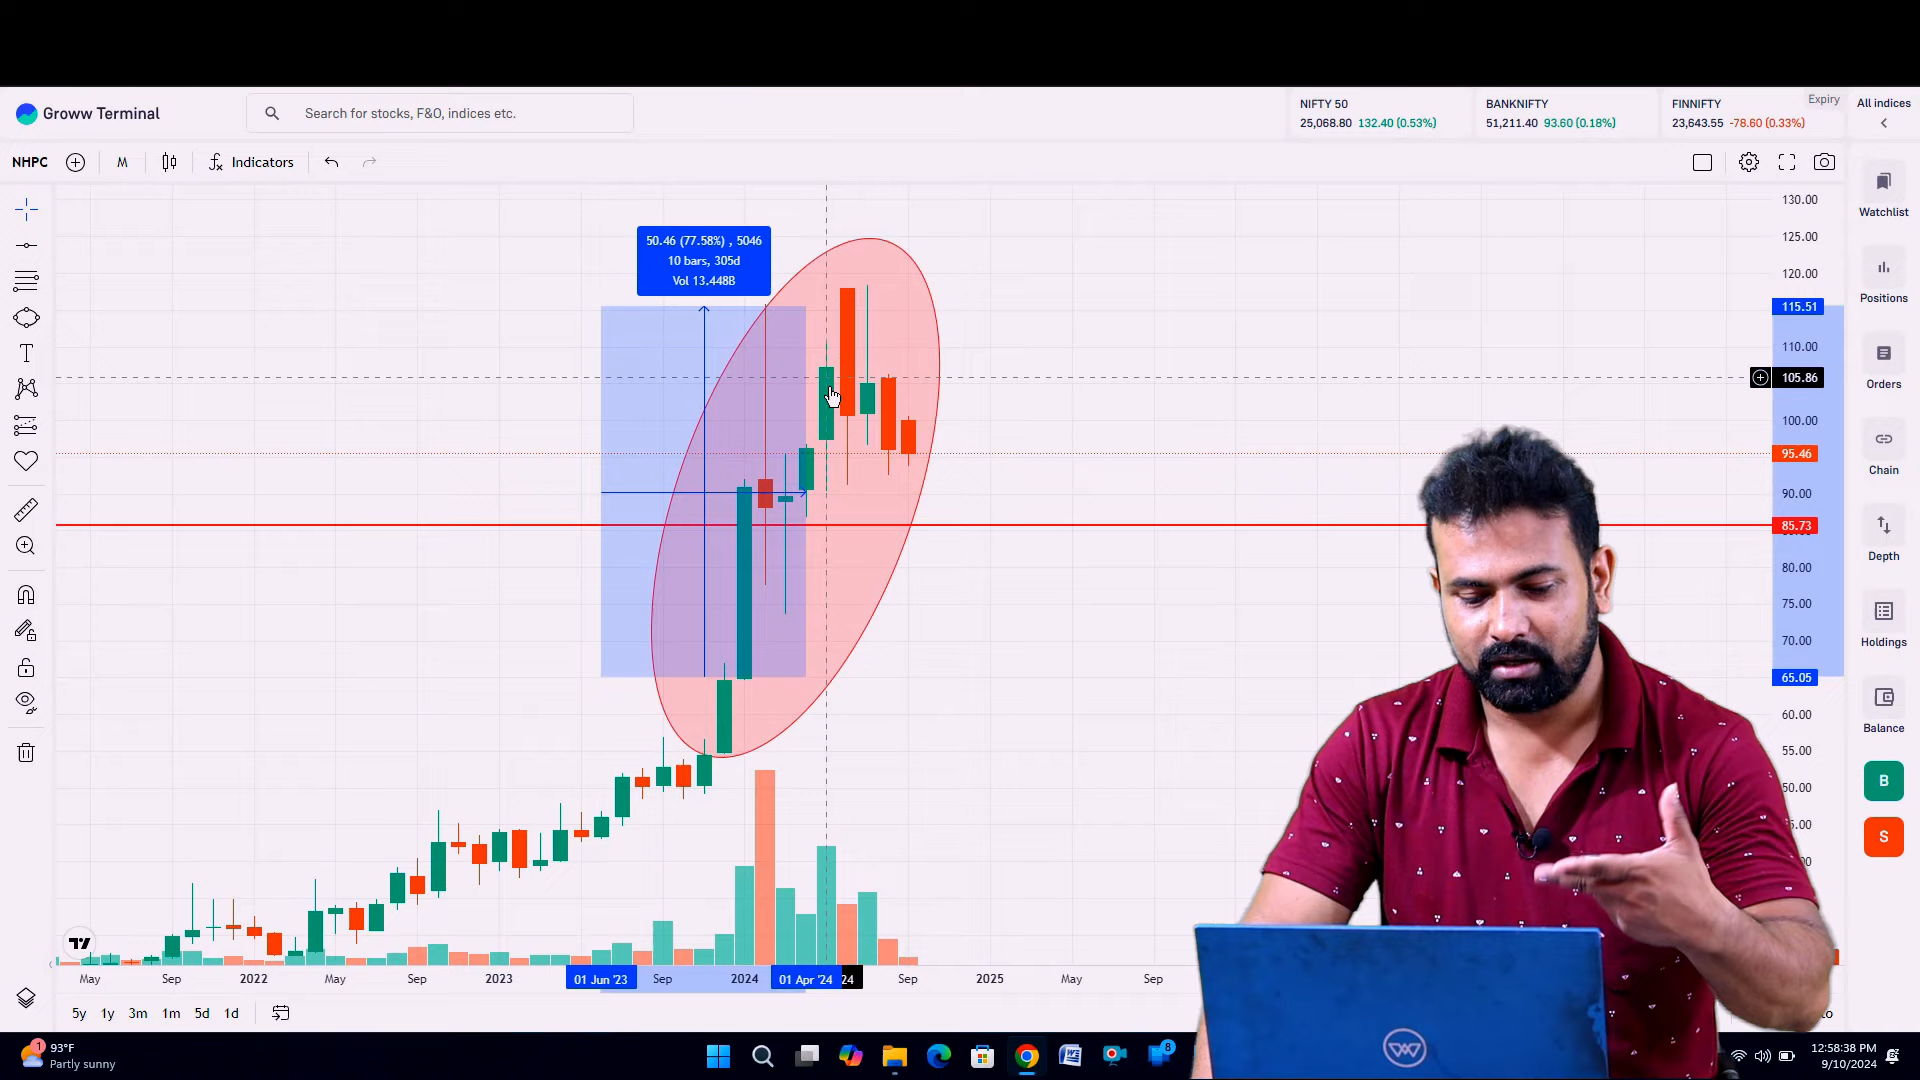 Groww Terminal
Search for stocks, F&O, indices etc.
NIFTY 50
25,068.80 132.40 (0.53%)
BANKNIFTY
51,211.40 93.60 (0.18%)
FINNIFTY
Expiry
23,643.55 -78.60 (0.33%)
All indices
NHPC
M
Indicators
Watchlist
Positions
Orders
Chain
Depth
Holdings
Balance
B
S
50.46 (77.58%) , 5046
10 bars, 305d
Vol 13.448B
130.00
125.00
120.00
115.51
110.00
105.86
100.00
95.46
90.00
85.73
80.00
75.00
70.00
65.05
60.00
55.00
50.00
T
May
Sep
2022
May
Sep
2023
01 Jun '23
Sep
2024
01 Apr '24
24
Sep
2025
May
Sep
5y
1y
3m
1m
5d
1d
1
93°F
Partly sunny
8
12:58:38 PM
9/10/2024